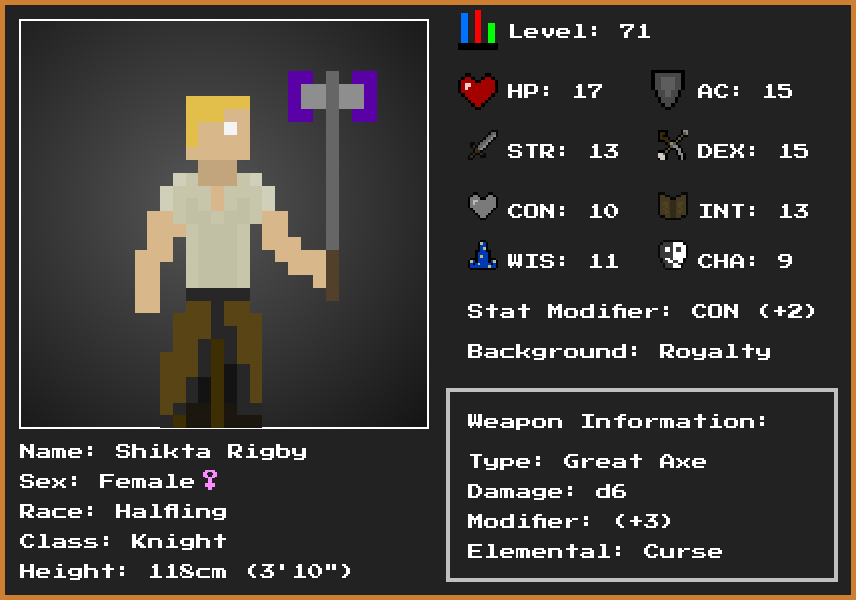 Level: 71
HP: 17
AC: 15
STR: 13
DEX: 15
CON: 10
INT: 13
WIS: 11
CHA: 9
Stat Modifier: CON (+2)
Background: Royalty
Weapon Information:
Type: Great Axe
Damage: d6
Modifier: (+3)
Elemental: Curse
Name: Shikta Rigby
Sex: Female♀
Race: Halfling
Class: Knight
Height: 118cm (3'10")